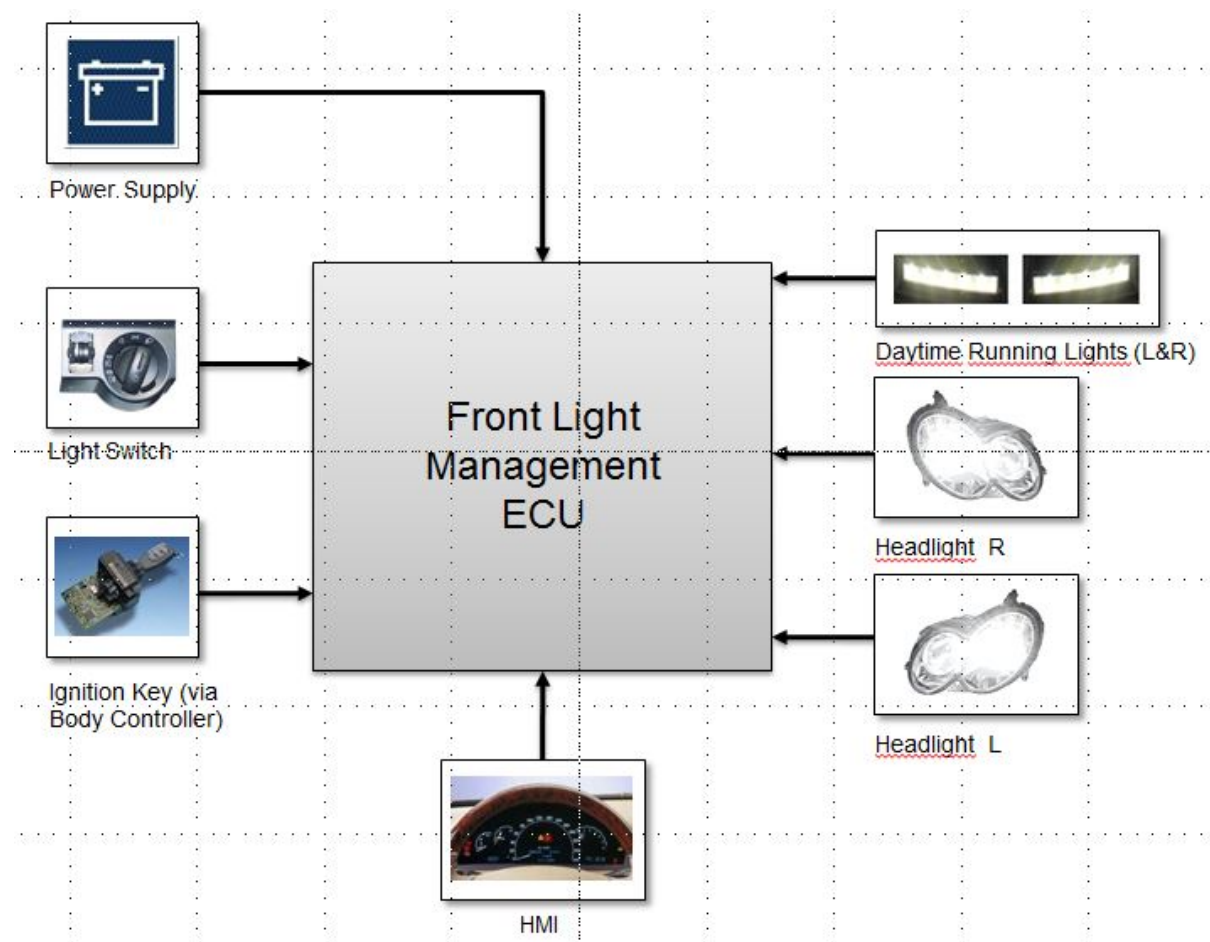 Power Supply
Light Switch
Ignition Key (via
Body Controller)
Front Light
Management
ECU
Daytime Running Lights (L&R)
Headlight R
Headlight L
HMI